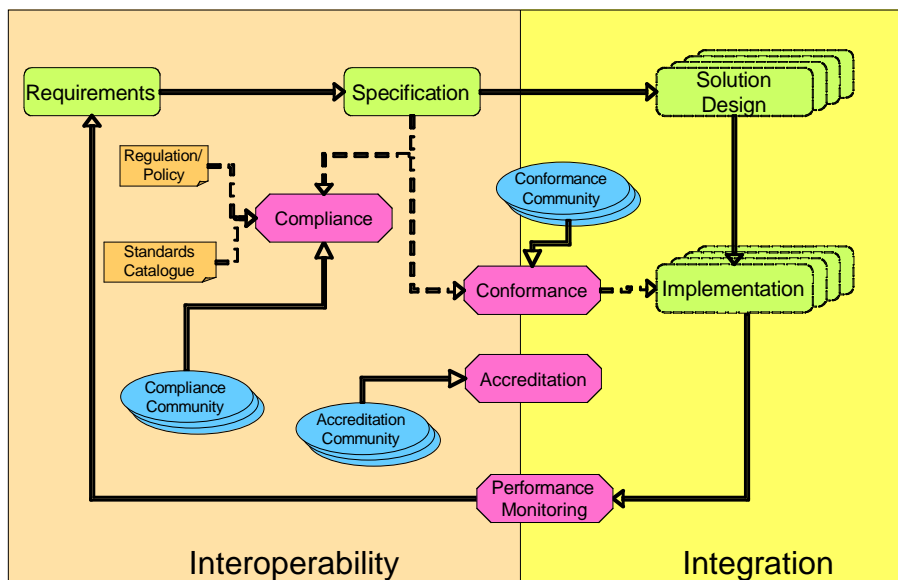 Requirements
Specification
Solution
Design
Regulation/
Policy
Compliance
Conformance
Community
Standards
Catalogue
Conformance
Implementation
Compliance
Community
Accreditation
Accreditation
Community
Performance
Monitoring
Interoperability
Integration